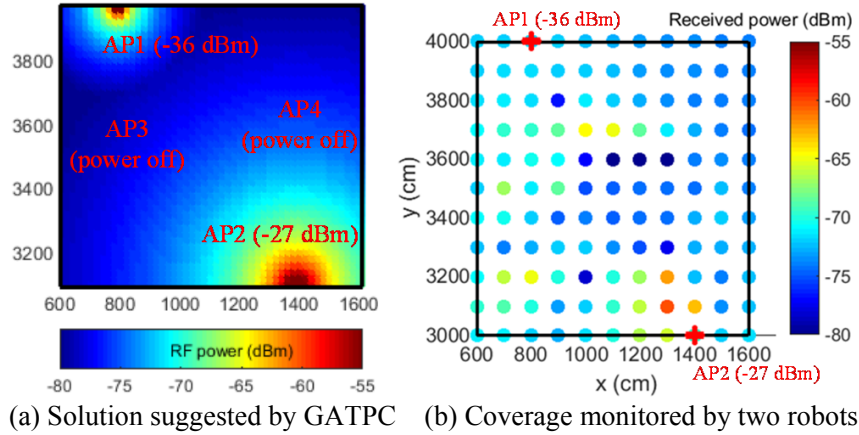 AP1 (-36 dBm)
AP3
(power off)
AP4
(power off)
AP2 (-27 dBm)
3800
3600
3400
3200
600
800
1000
1200
1400
1600
RF power (dBm)
-80
-75
-70
-65
-60
-55
(a) Solution suggested by GATPC
AP1 (-36 dBm)
Received power (dBm)
y (cm)
4000
3800
3600
3400
3200
3000
600
800
1000
1200
1400
1600
x (cm)
AP2 (-27 dBm)
-55
-60
-65
-70
-75
-80
(b) Coverage monitored by two robots